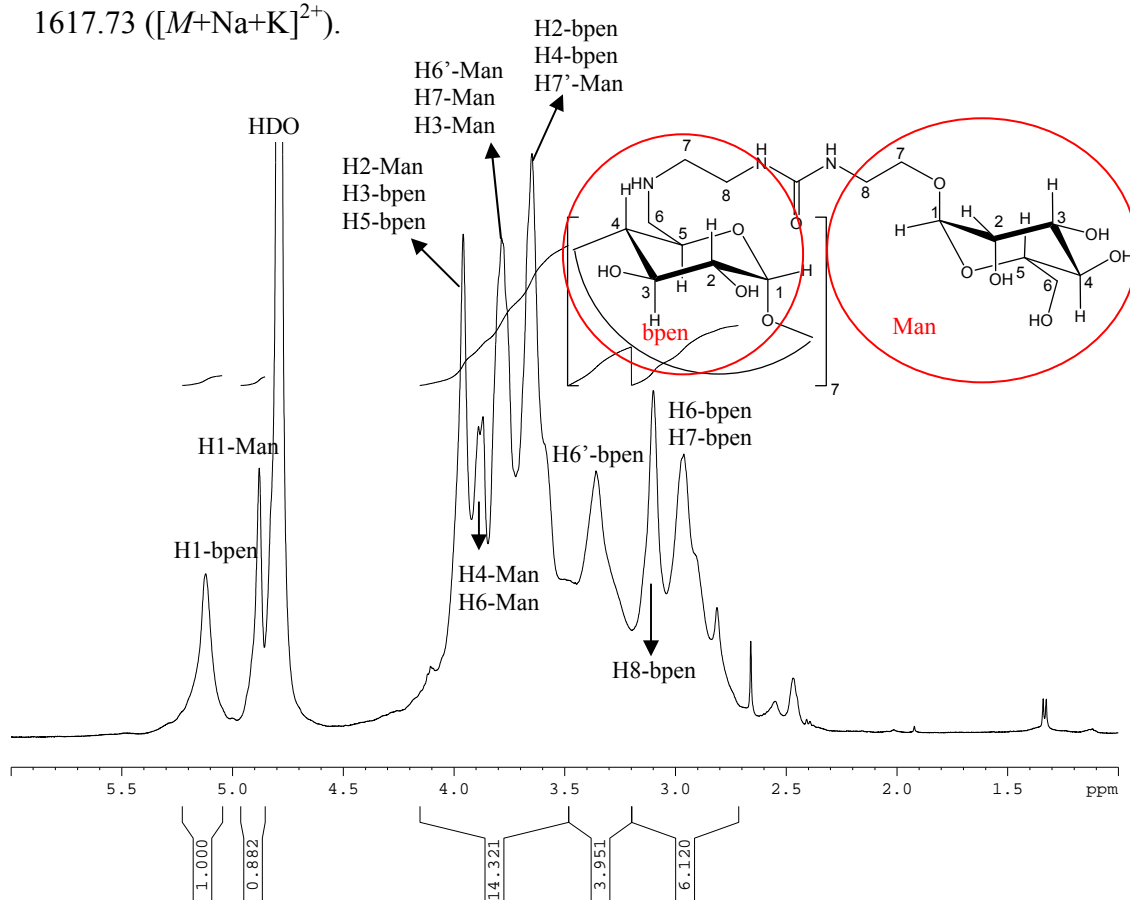 1617.73 ([M+Na+K]²⁺).
H2-bpen
H4-bpen
H7'-Man
H6'-Man
H7-Man
H3-Man
HDO
H2-Man
H3-bpen
H5-bpen
7
H
N
H
N
7
HN
8
O
8
O
H
4
6
5
H
O
H
1
2
H
H
3
HO
3
H
2
OH
1
H
O
O
5
OH
OH
OH
6
4
HO
H
H
bpen
Man
7
H1-Man
H1-bpen
H6'-bpen
H6-bpen
H7-bpen
H4-Man
H6-Man
H8-bpen
5.5 5.0 4.5 4.0 3.5 3.0 2.5 2.0 1.5 ppm
1.000
0.882
14.321
3.951
6.120